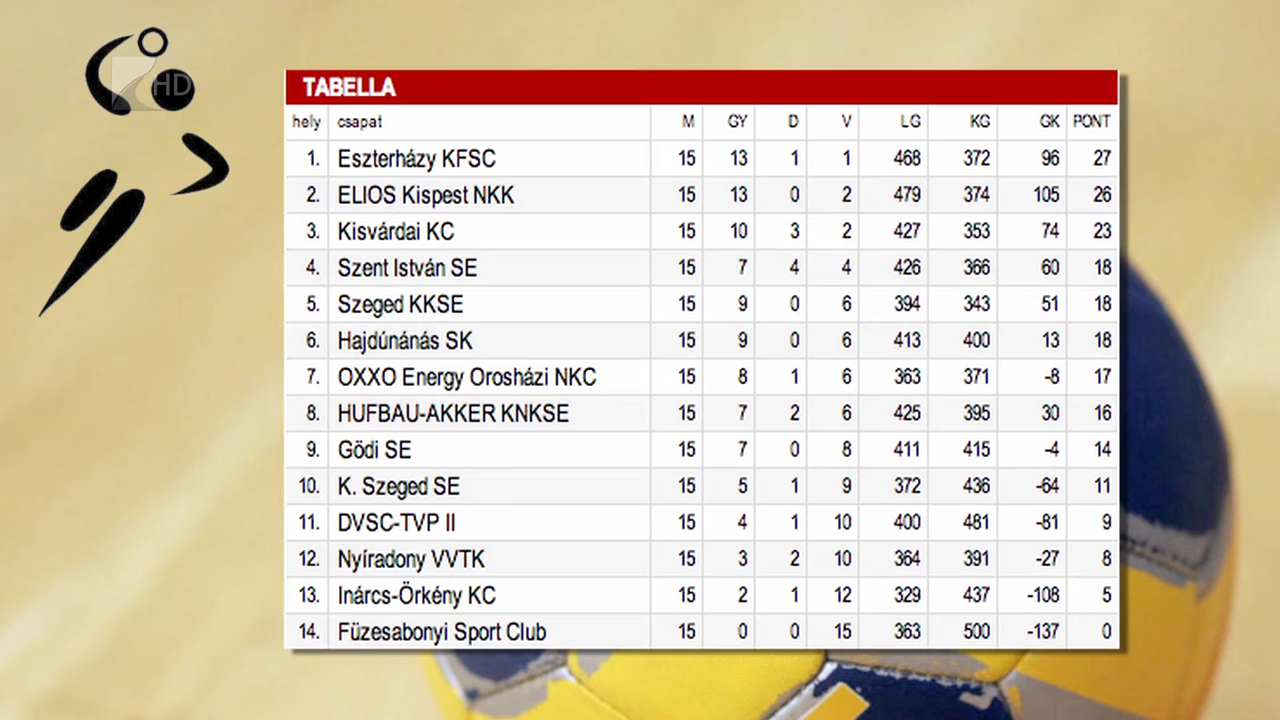 HD
TABELLA
hely csapat M GY D V LG KG GK PONT
1. Eszterházy KFSC 15 13 1 1 468 372 96 27
2. ELIOS Kispest NKK 15 13 0 2 479 374 105 26
3. Kisvárdai KC 15 10 3 2 427 353 74 23
4. Szent István SE 15 7 4 4 426 366 60 18
5. Szeged KKSE 15 9 0 6 394 343 51 18
6. Hajdúnánás SK 15 9 0 6 413 400 13 18
7. OXXO Energy Orosházi NKC 15 8 1 6 363 371 -8 17
8. HUFBAU-AKKER KNKSE 15 7 2 6 425 395 30 16
9. Gödi SE 15 7 0 8 411 415 -4 14
10. K. Szeged SE 15 5 1 9 372 436 -64 11
11. DVSC-TVP II 15 4 1 10 400 481 -81 9
12. Nyíradony VVTK 15 3 2 10 364 391 -27 8
13. Inárcs-Örkény KC 15 2 1 12 329 437 -108 5
14. Füzesabonyi Sport Club 15 0 0 15 363 500 -137 0